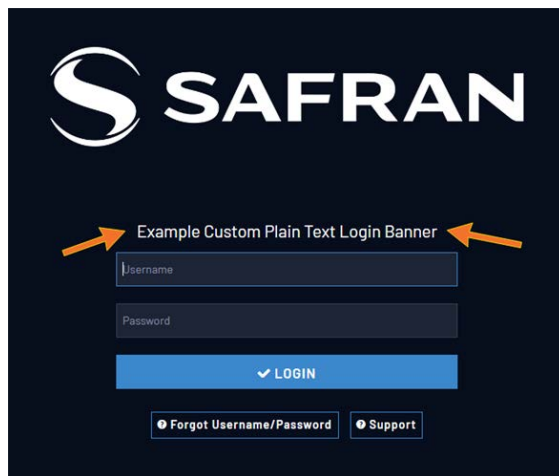 SAFRAN
Example Custom Plain Text Login Banner
Username
Password
LOGIN
Forgot Username/Password Support